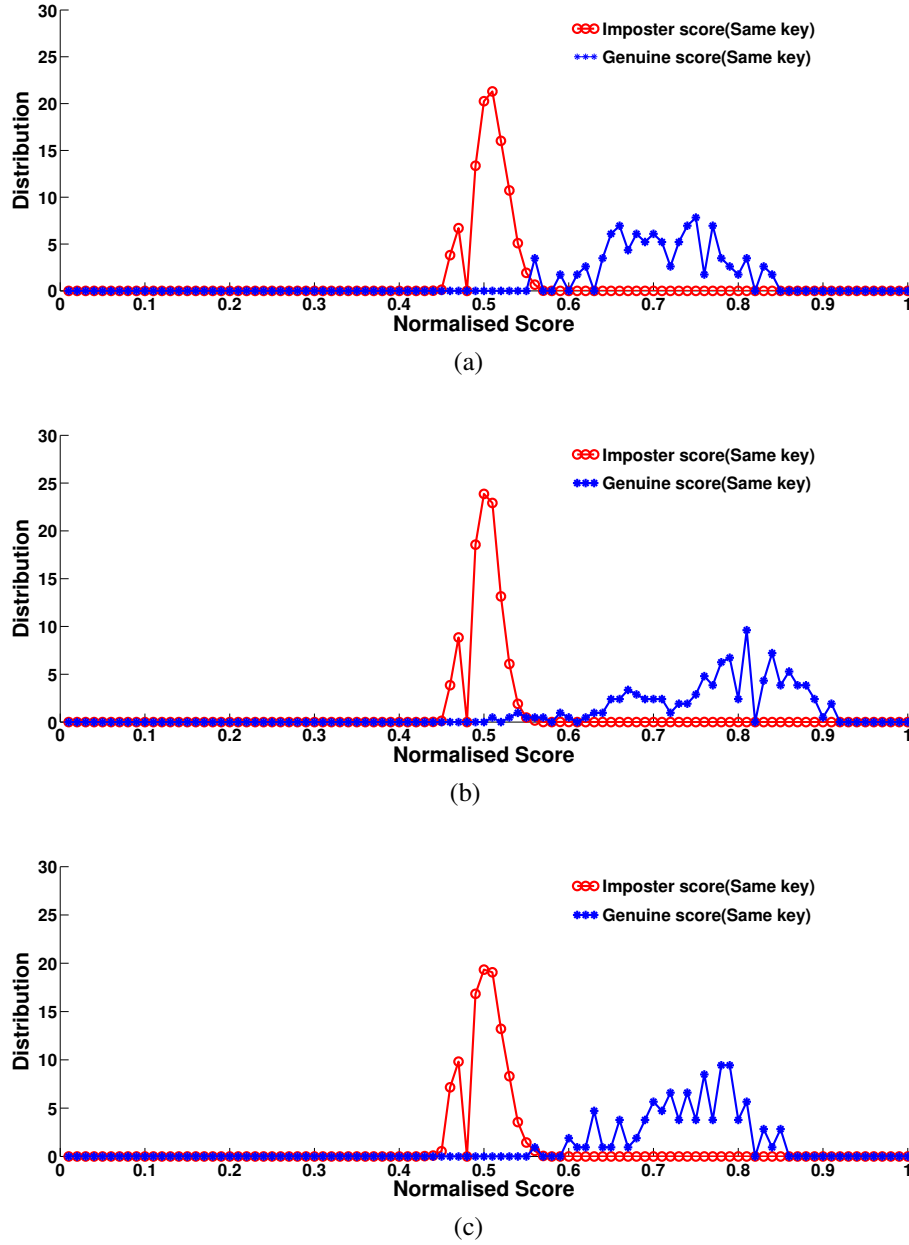 30
Imposter score(Same key)
25
Genuine score(Same key)
20
15
10
5
0
Distribution
0 0.1 0.2 0.3 0.4 0.5 0.6 0.7 0.8 0.9 1
Normalised Score
(a)
30
Imposter score(Same key)
25
Genuine score(Same key)
20
15
10
5
0
Distribution
0 0.1 0.2 0.3 0.4 0.5 0.6 0.7 0.8 0.9 1
Normalised Score
(b)
30
Imposter score(Same key)
25
Genuine score(Same key)
20
15
10
5
0
Distribution
0 0.1 0.2 0.3 0.4 0.5 0.6 0.7 0.8 0.9 1
Normalised Score
(c)